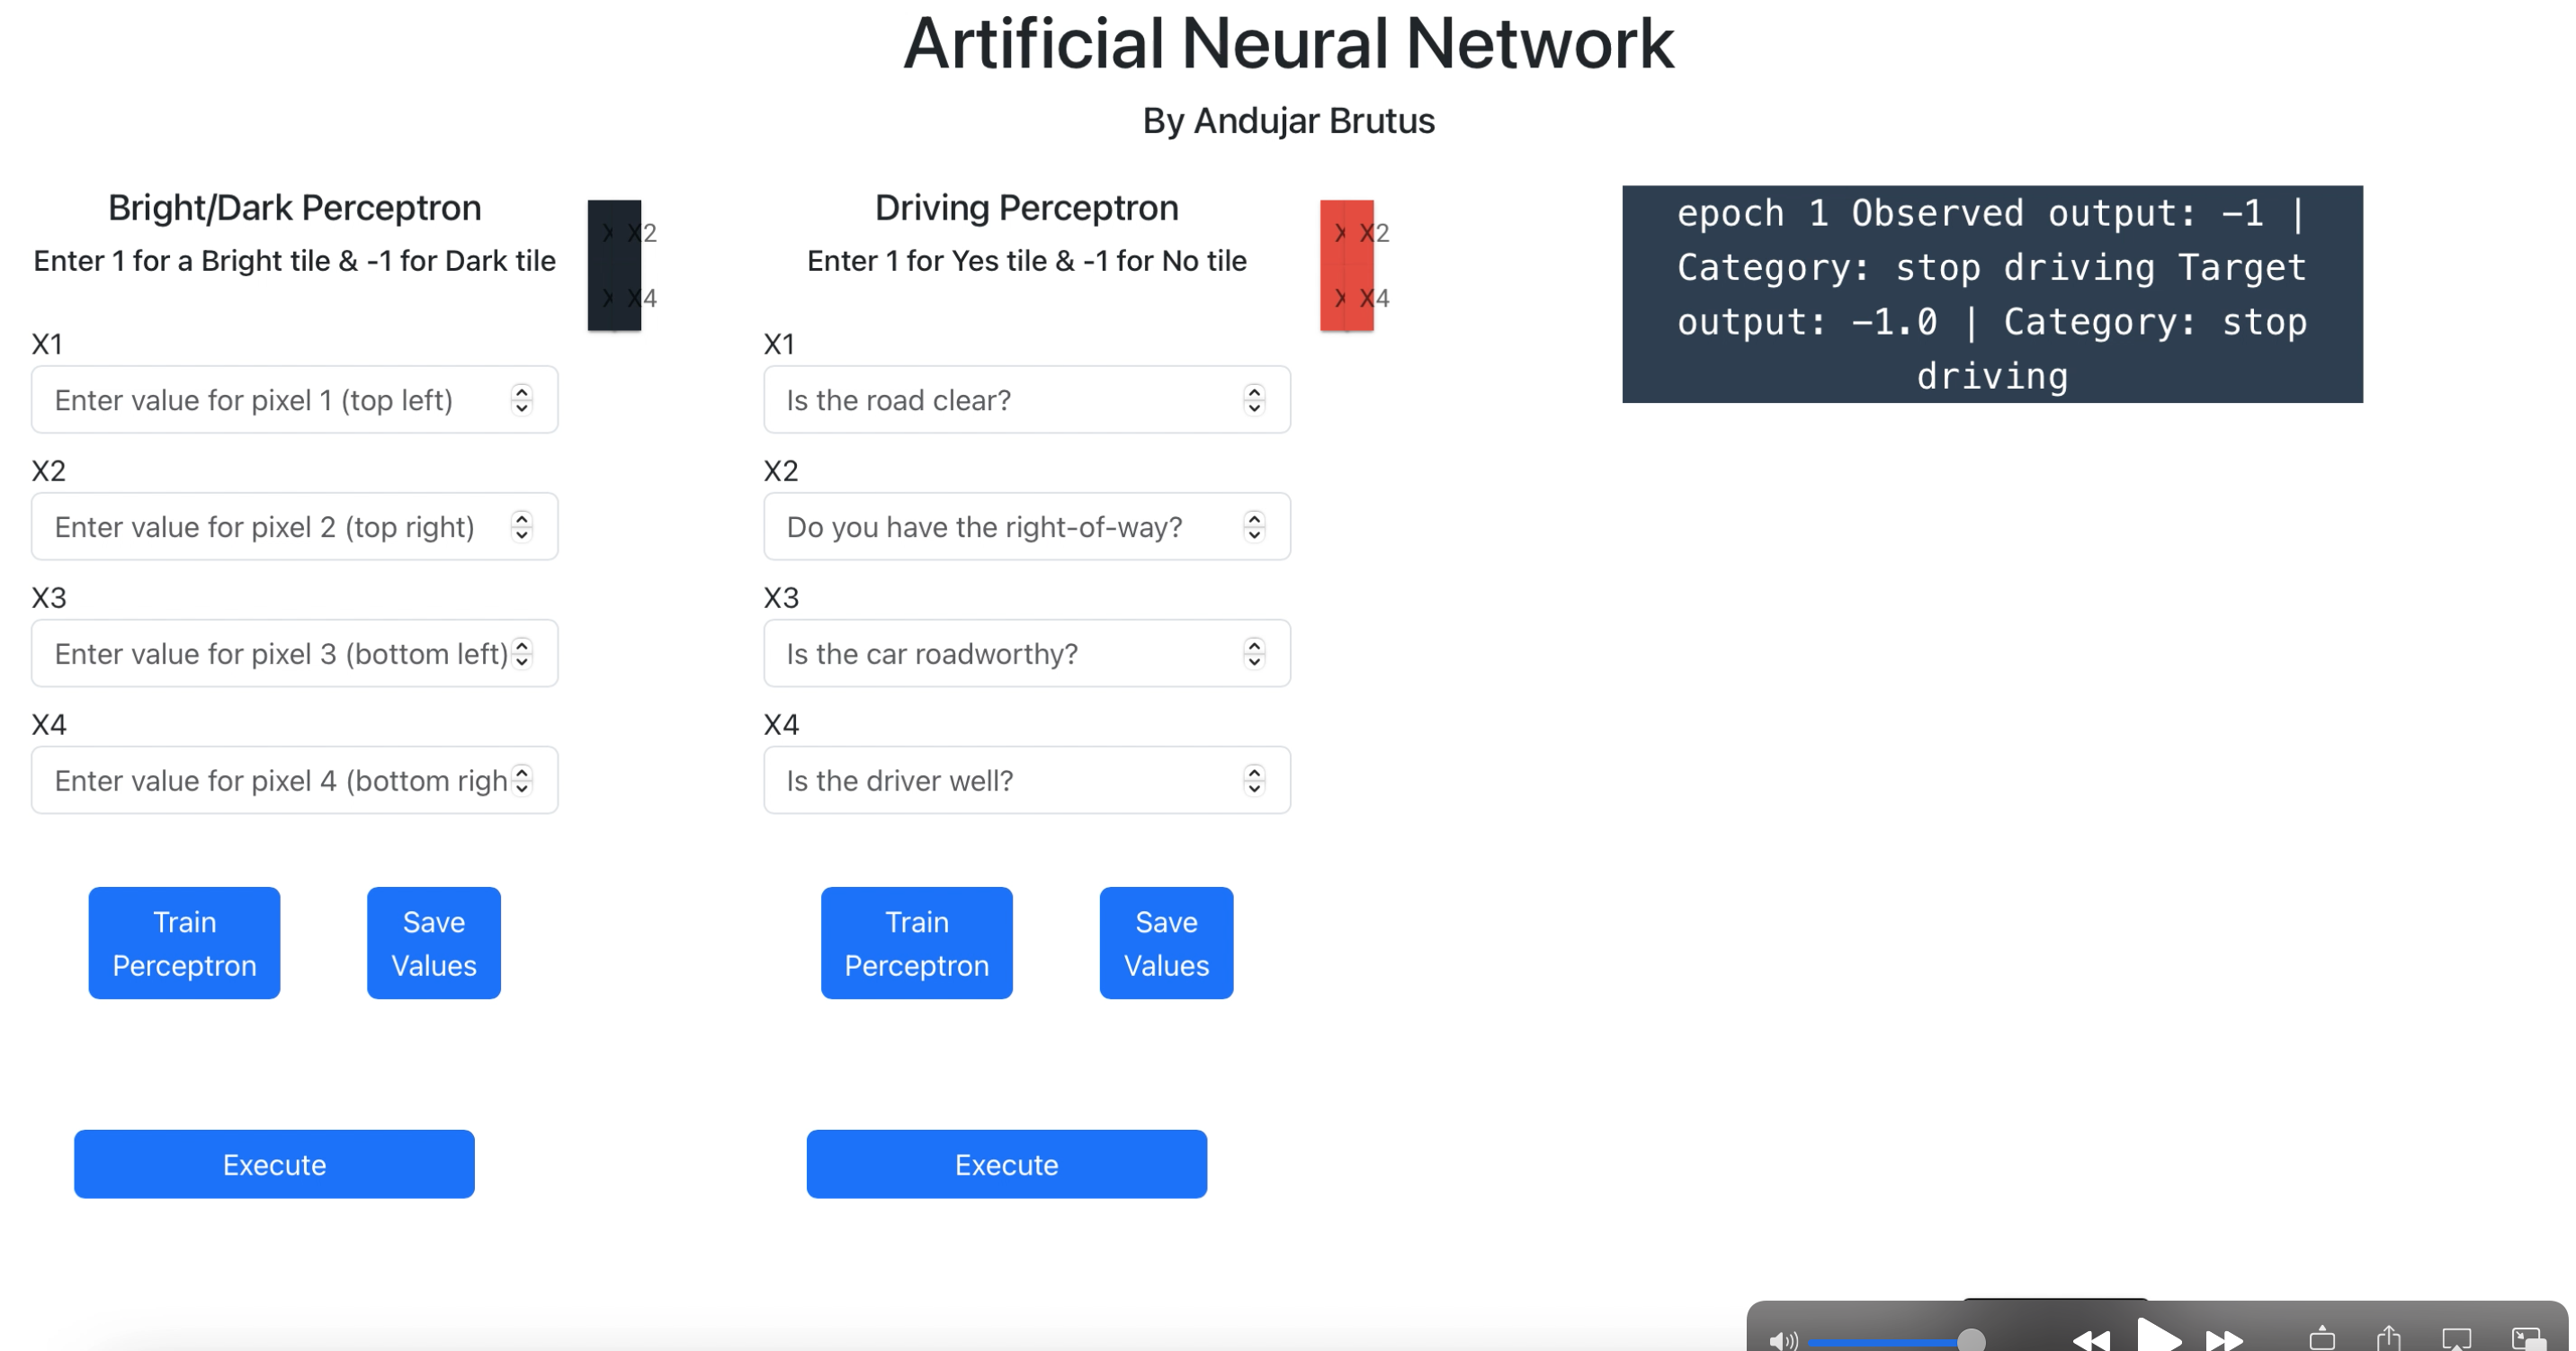 Artificial Neural Network
By Andujar Brutus
Bright/Dark Perceptron
Enter 1 for a Bright tile & -1 for Dark tile
X X2
X X4
X1
Enter value for pixel 1 (top left)
X2
Enter value for pixel 2 (top right)
X3
Enter value for pixel 3 (bottom left)
X4
Enter value for pixel 4 (bottom righ
Train
Perceptron
Save
Values
Execute
Driving Perceptron
Enter 1 for Yes tile & -1 for No tile
X X2
X X4
X1
Is the road clear?
X2
Do you have the right-of-way?
X3
Is the car roadworthy?
X4
Is the driver well?
Train
Perceptron
Save
Values
Execute
epoch 1 Observed output: -1 |
Category: stop driving Target
output: -1.0 | Category: stop
driving